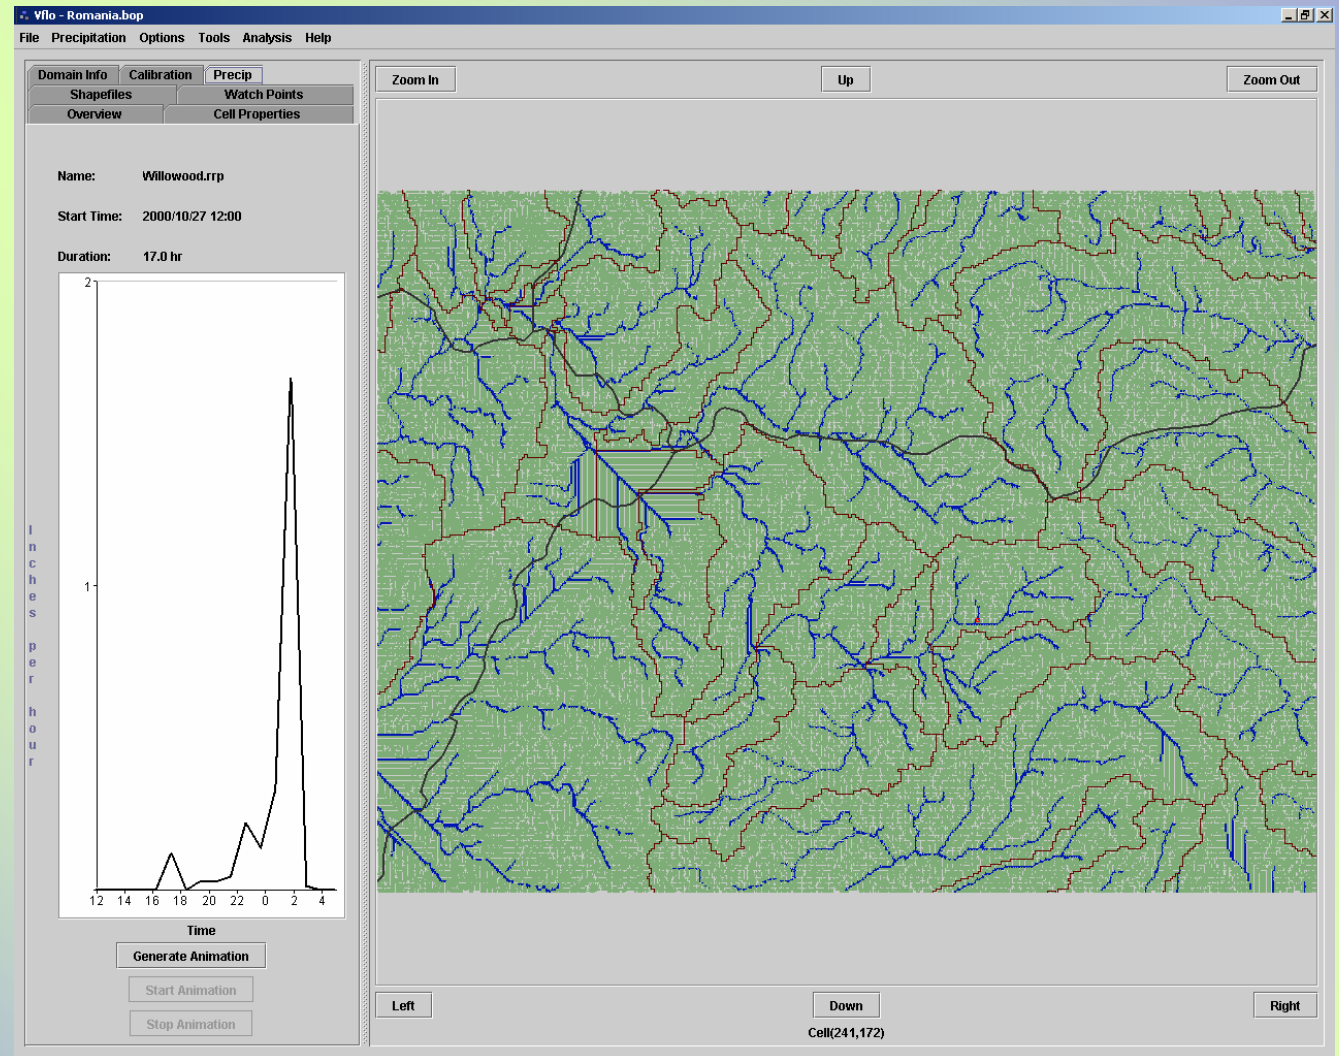 Vflo - Romania.bop
File Precipitation Options Tools Analysis Help
Domain Info Calibration Precip
Shapefiles Watch Points
Overview Cell Properties
Name: Willowood.rrp
Start Time: 2000/10/27 12:00
Duration: 17.0 hr
2
1
Inches per hour
12 14 16 18 20 22 0 2 4
Time
Generate Animation
Start Animation
Stop Animation
Zoom In Up Zoom Out
Left Down Right
Cell(241,172)